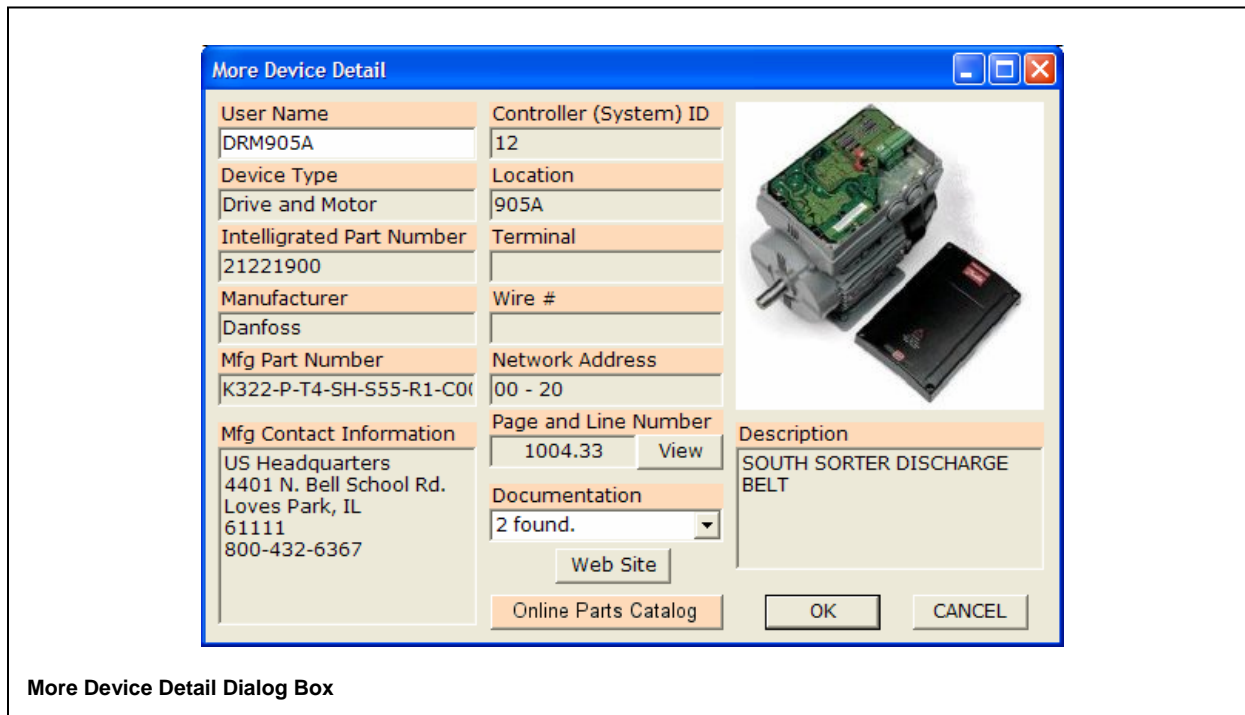 More Device Detail
User Name
DRM905A
Device Type
Drive and Motor
Intelligrated Part Number
21221900
Manufacturer
Danfoss
Mfg Part Number
K322-P-T4-SH-S55-R1-C0
Mfg Contact Information
US Headquarters
4401 N. Bell School Rd.
Loves Park, IL
61111
800-432-6367
Controller (System) ID
12
Location
905A
Terminal
Wire #
Network Address
00 - 20
Page and Line Number
1004.33
View
Documentation
2 found.
Web Site
Online Parts Catalog
Description
SOUTH SORTER DISCHARGE
BELT
OK
CANCEL
More Device Detail Dialog Box